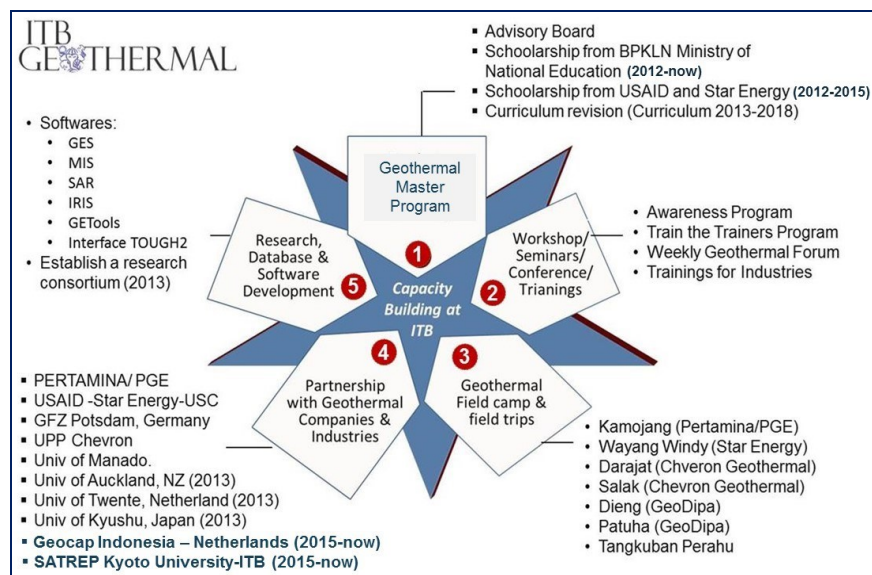 ITB
GEOTHERMAL
• Advisory Board
• Schoolarship from BPKLN Ministry of
National Education (2012-now)
• Schoolarship from USAID and Star Energy (2012-2015)
• Curriculum revision (Curriculum 2013-2018)
Geothermal
Master
Program
1
• Softwares:
• GES
• MIS
• SAR
• IRIS
• GETools
• Interface TOUGH2
• Establish a research
consortium (2013)
Research,
Database &
Software
Development
5
Capacity
Building at
ITB
Workshop/
Seminars/
Conference/
Trianings
2
• Awareness Program
• Train the Trainers Program
• Weekly Geothermal Forum
• Trainings for Industries
4
Partnership
with Geothermal
Companies &
Industries
3
Geothermal
Field camp &
field trips
▪ PERTAMINA/ PGE
▪ USAID -Star Energy-USC
▪ GFZ Potsdam, Germany
▪ UPP Chevron
▪ Univ of Manado.
▪ Univ of Auckland, NZ (2013)
▪ Univ of Twente, Netherland (2013)
▪ Univ of Kyushu, Japan (2013)
▪ Geocap Indonesia – Netherlands (2015-now)
▪ SATREP Kyoto University-ITB (2015-now)
• Kamojang (Pertamina/PGE)
• Wayang Windy (Star Energy)
• Darajat (Chveron Geothermal)
• Salak (Chevron Geothermal)
• Dieng (GeoDipa)
• Patuha (GeoDipa)
• Tangkuban Perahu